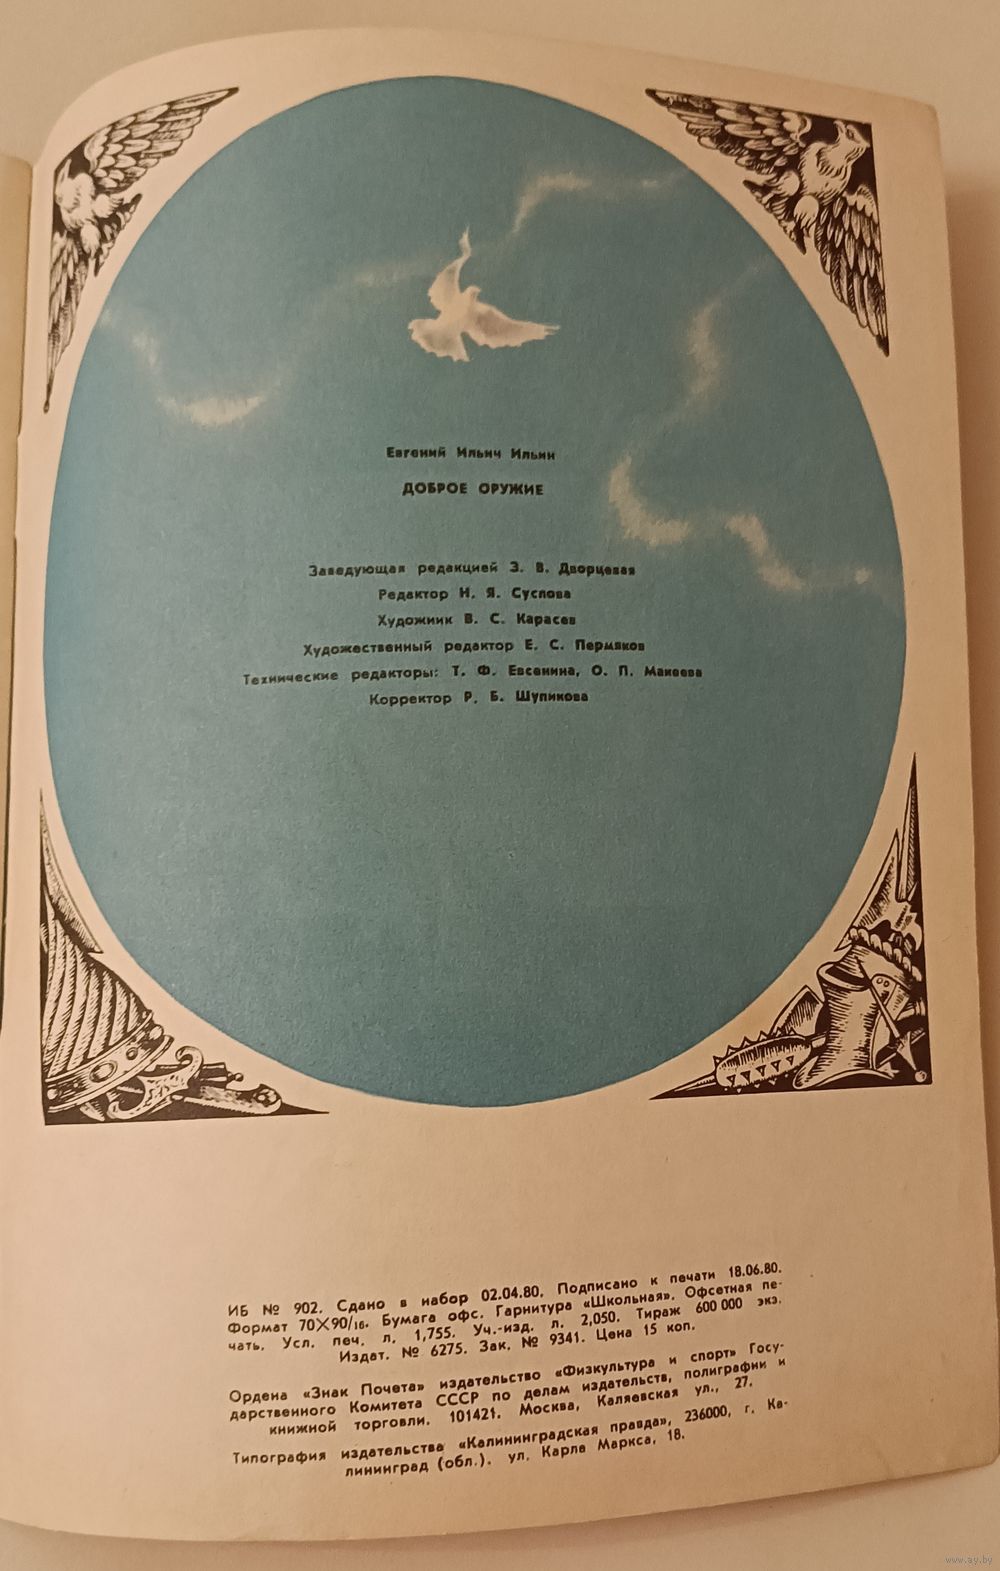 Евгений Ильич Ильин
ДОБРОЕ ОРУЖИЕ
Заведующая редакцией З. В. Дворцевая
Редактор Н. Я. Суслова
Художник В. С. Карасев
Художественный редактор Е. С. Пермяков
Технические редакторы: Т. Ф. Евсенина, О. П. Макеева
Корректор Р. Б. Шупикова
ИБ № 902. Сдано в набор 02.04.80. Подписано к печати 18.06.80.
Формат 70×90/16. Бумага офс. Гарнитура «Школьная». Офсетная пе-
чать. Усл. печ. л. 1,755. Уч.-изд. л. 2,050. Тираж 600 000 экз.
Издат. № 6275. Зак. № 9341. Цена 15 коп.
Ордена «Знак Почета» издательство «Физкультура и спорт» Госу-
дарственного Комитета СССР по делам издательств, полиграфии и
книжной торговли. 101421. Москва, Каляевская ул., 27.
Типография издательства «Калининградская правда», 236000, г. Ка-
лининград (обл.). ул. Карла Маркса, 18.
www.ay.by